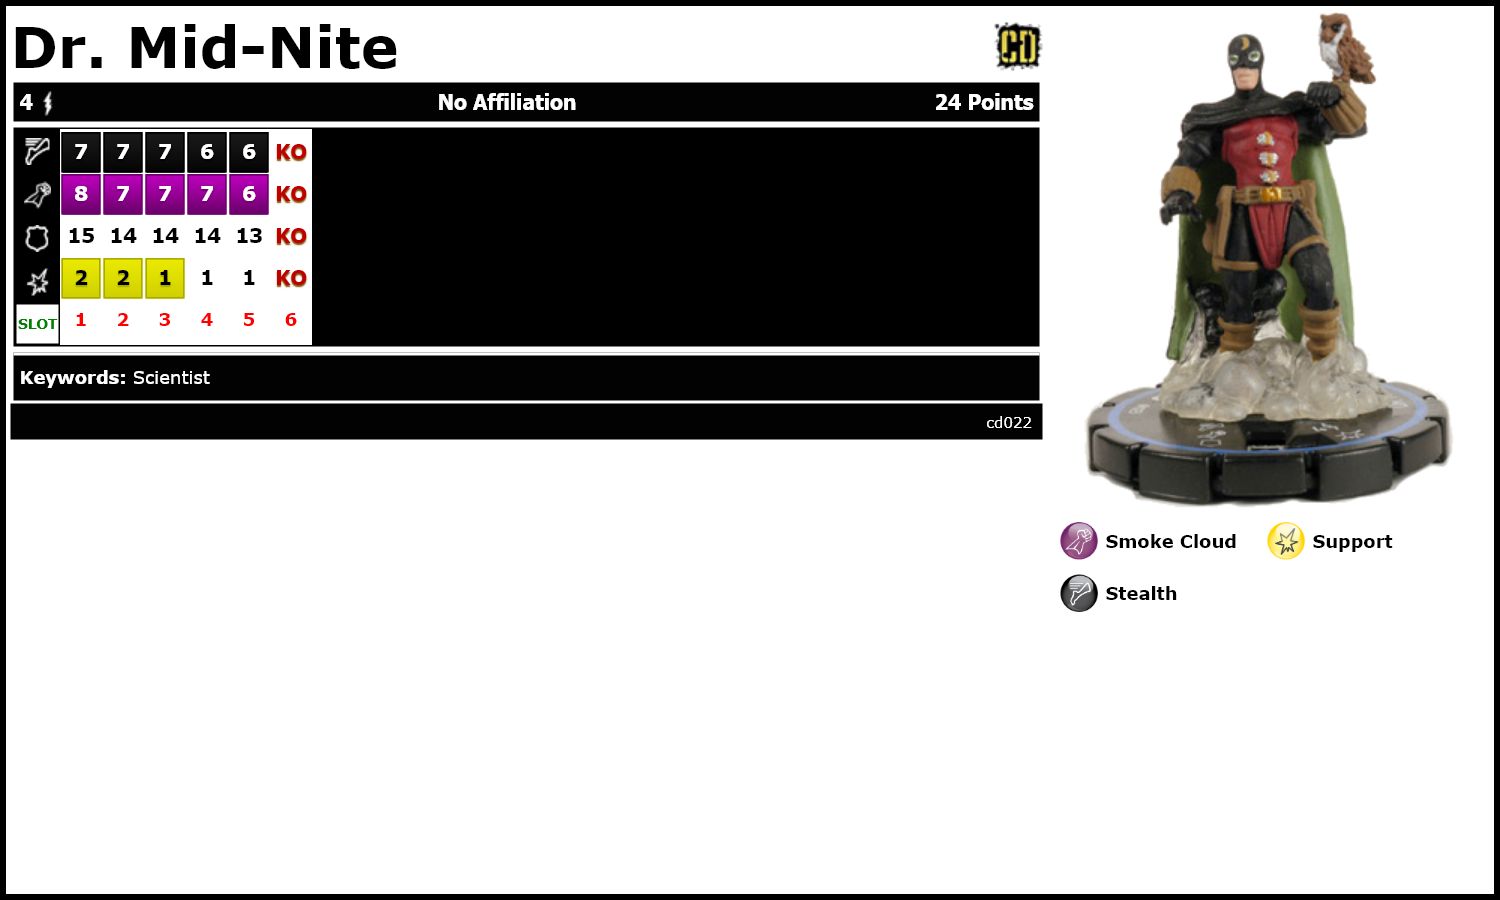 Dr. Mid-Nite
CD
4 No Affiliation 24 Points
7 7 7 6 6 KO
8 7 7 7 6 KO
15 14 14 14 13 KO
2 2 1 1 1 KO
SLOT 1 2 3 4 5 6
Keywords: Scientist
cd022
Smoke Cloud Support
Stealth